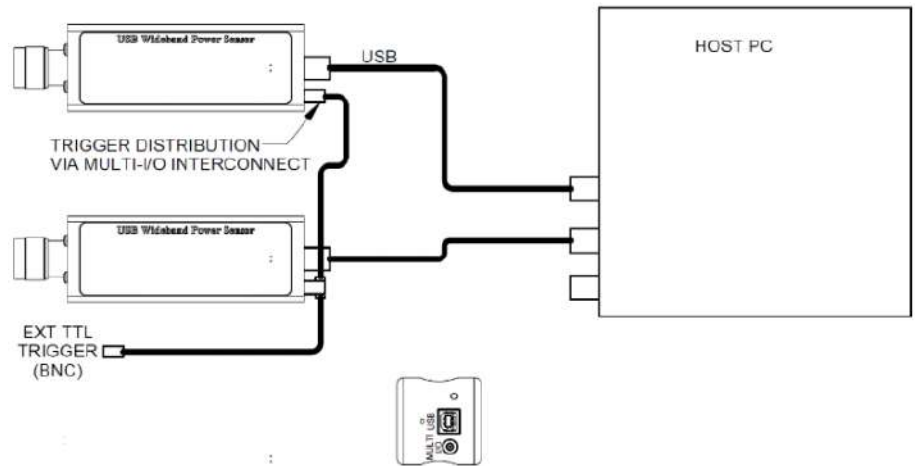 USB Wideband Power Sensor
USB
HOST PC
TRIGGER DISTRIBUTION
VIA MULTI-I/O INTERCONNECT
USB Wideband Power Sensor
EXT TTL
TRIGGER
(BNC)
MULTI USB
I/O